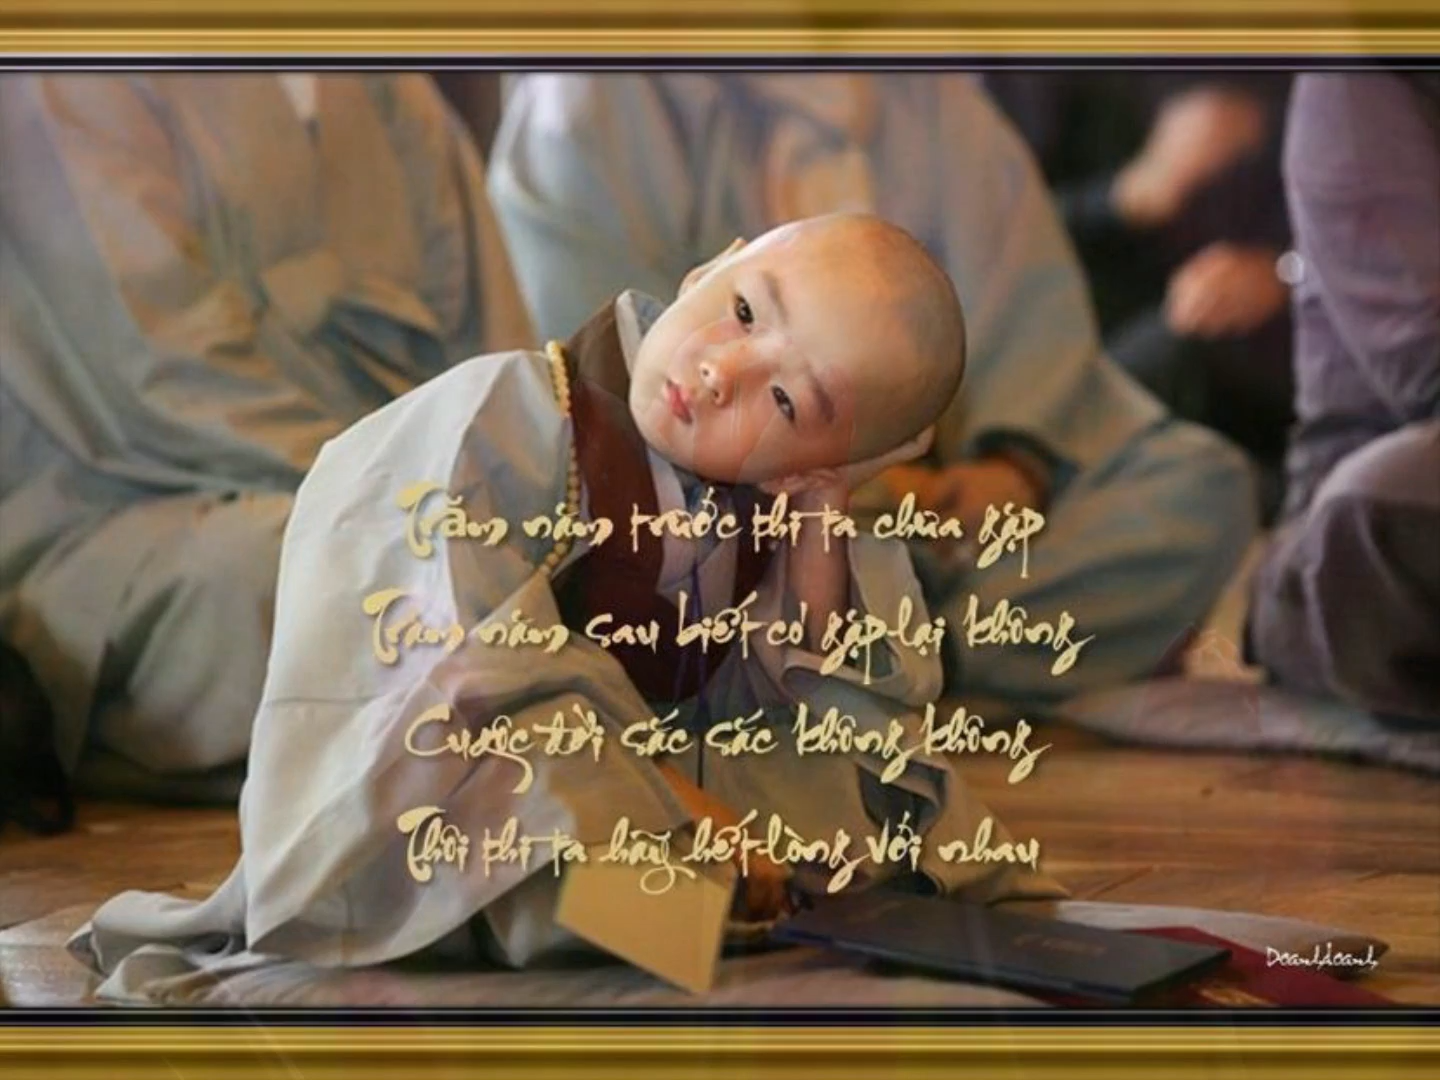 Trăm năm trước thì ta chưa gặp
Trăm năm sau biết có gặp lại không
Cuộc đời sắc sắc không không
Thôi thì ta hãy hết lòng với nhau
Doanhdoanh